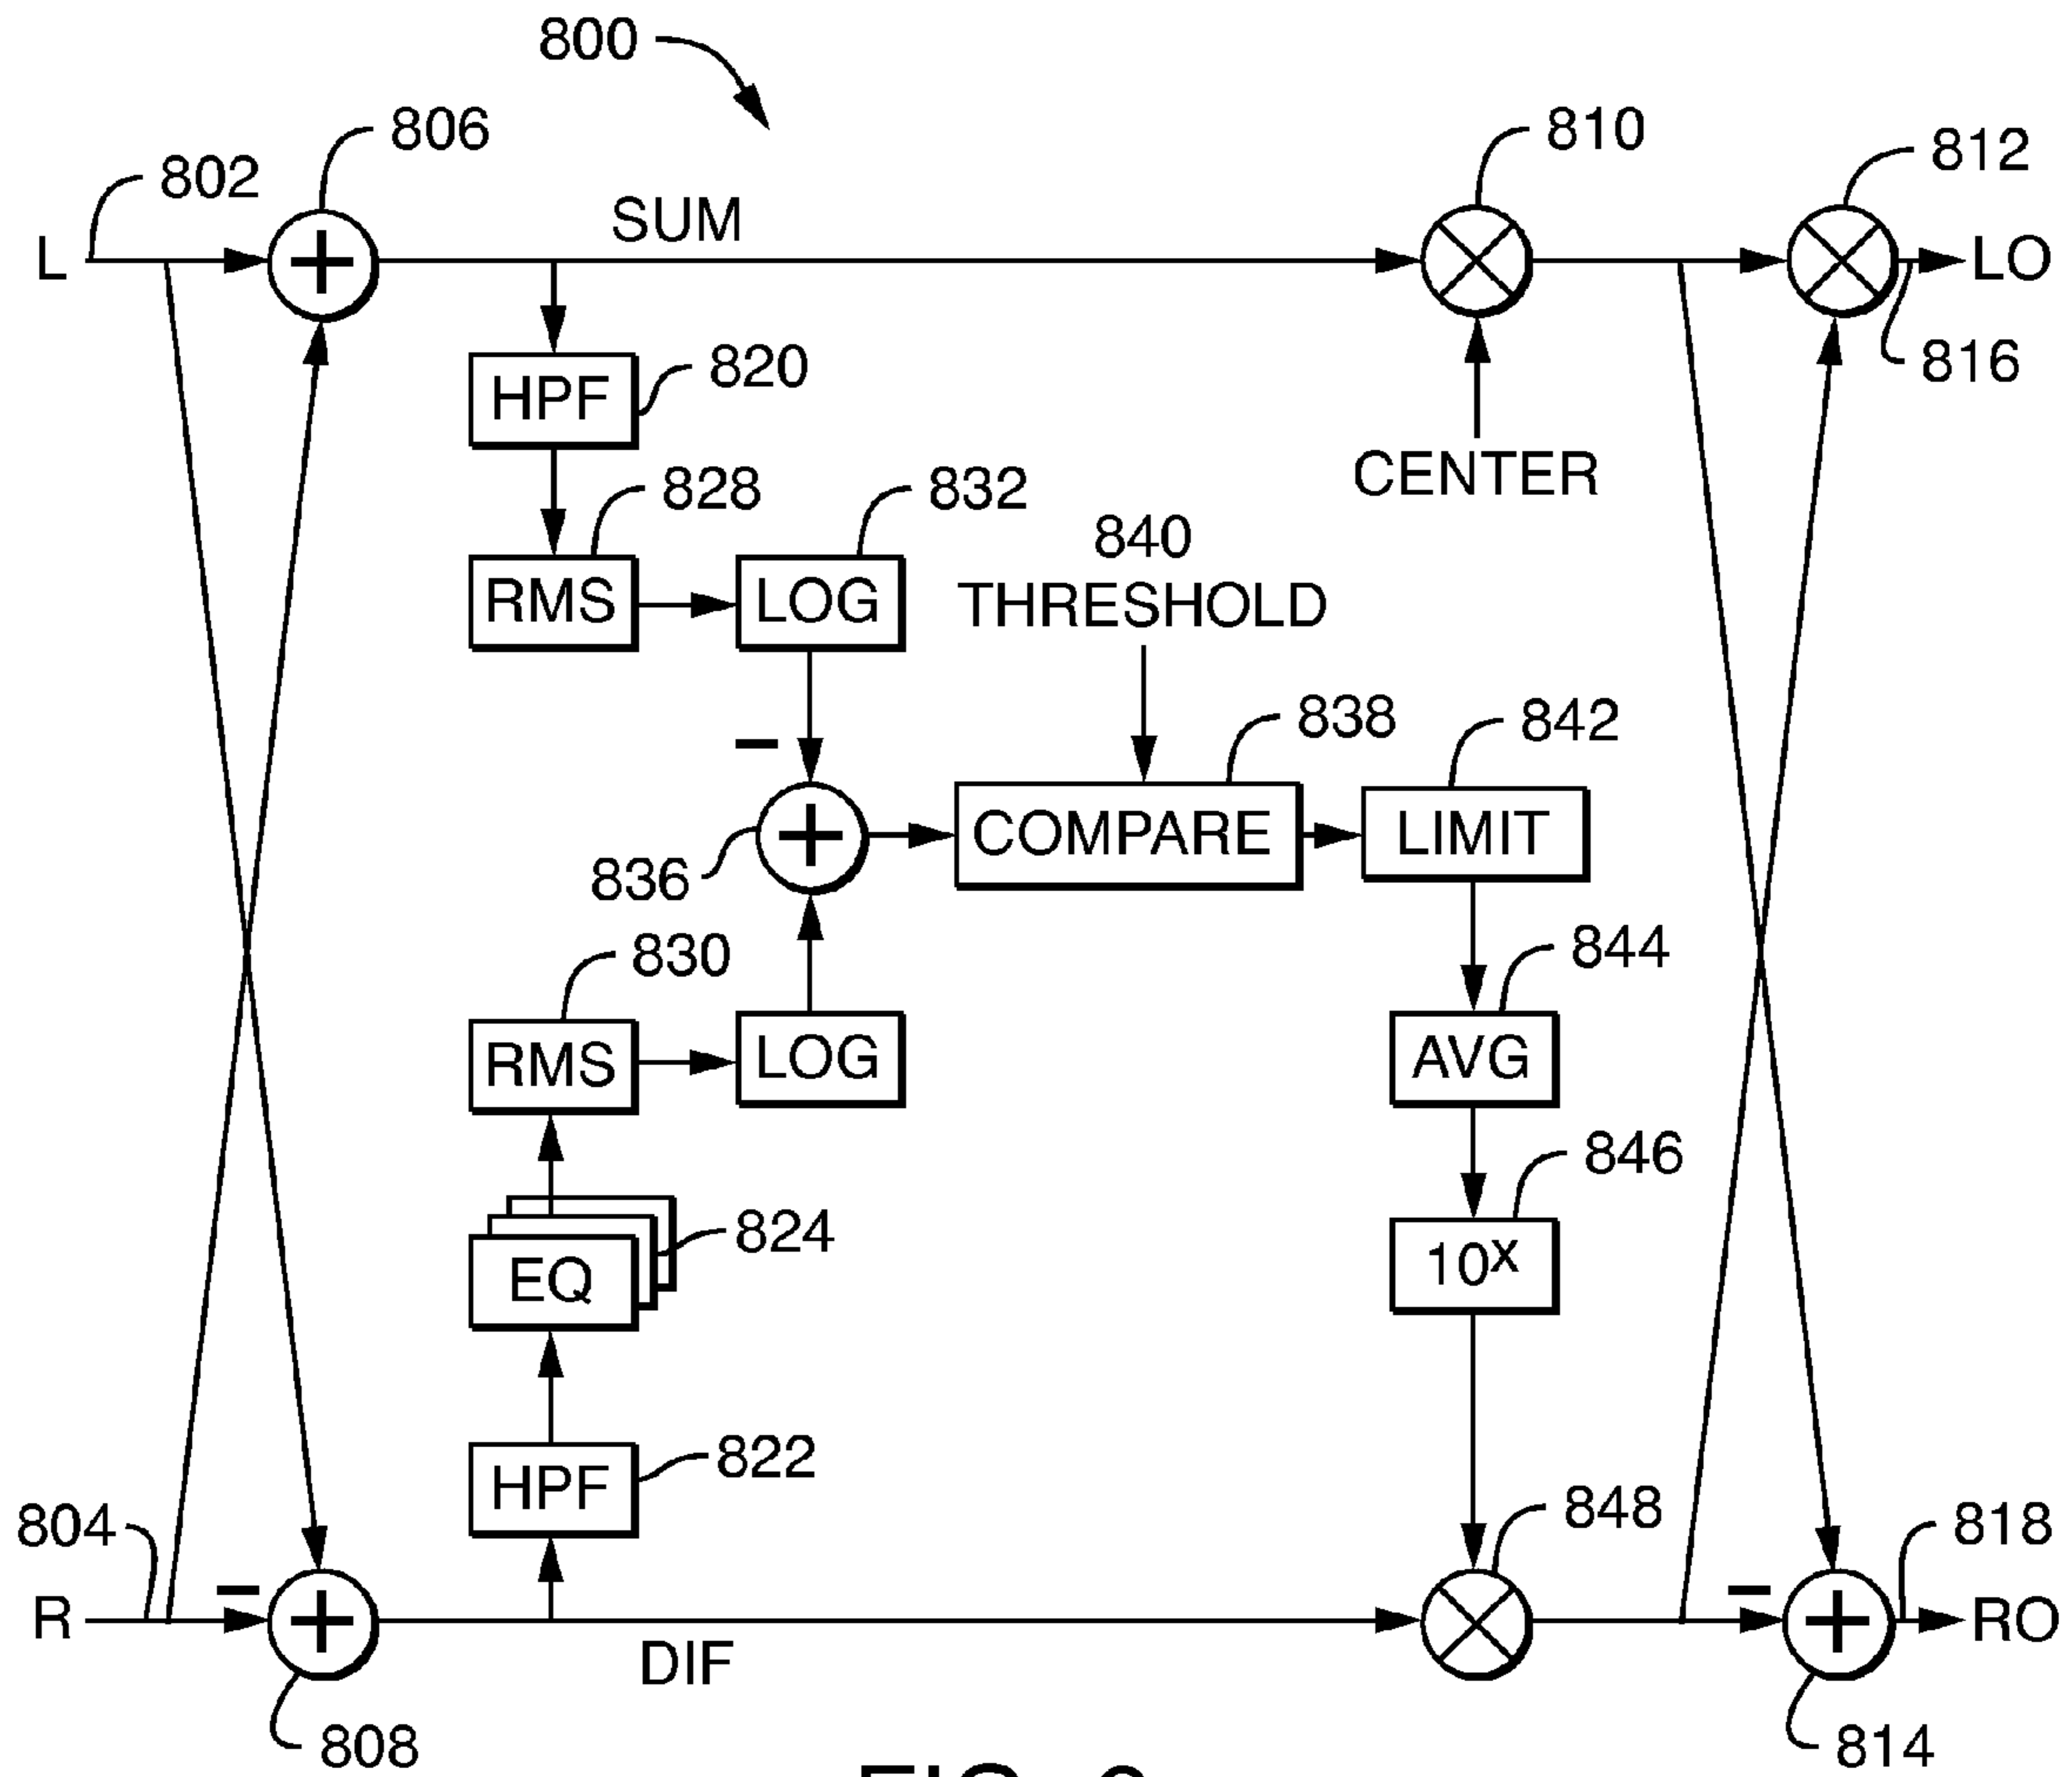 800
806
810
812
802
SUM
L
LO
HPF
820
816
CENTER
828
832
840
RMS
LOG
THRESHOLD
838
842
−
+
COMPARE
LIMIT
836
830
844
RMS
LOG
AVG
824
846
EQ
10x
HPF
822
804
848
818
R
−
+
−
+
RO
DIF
808
814